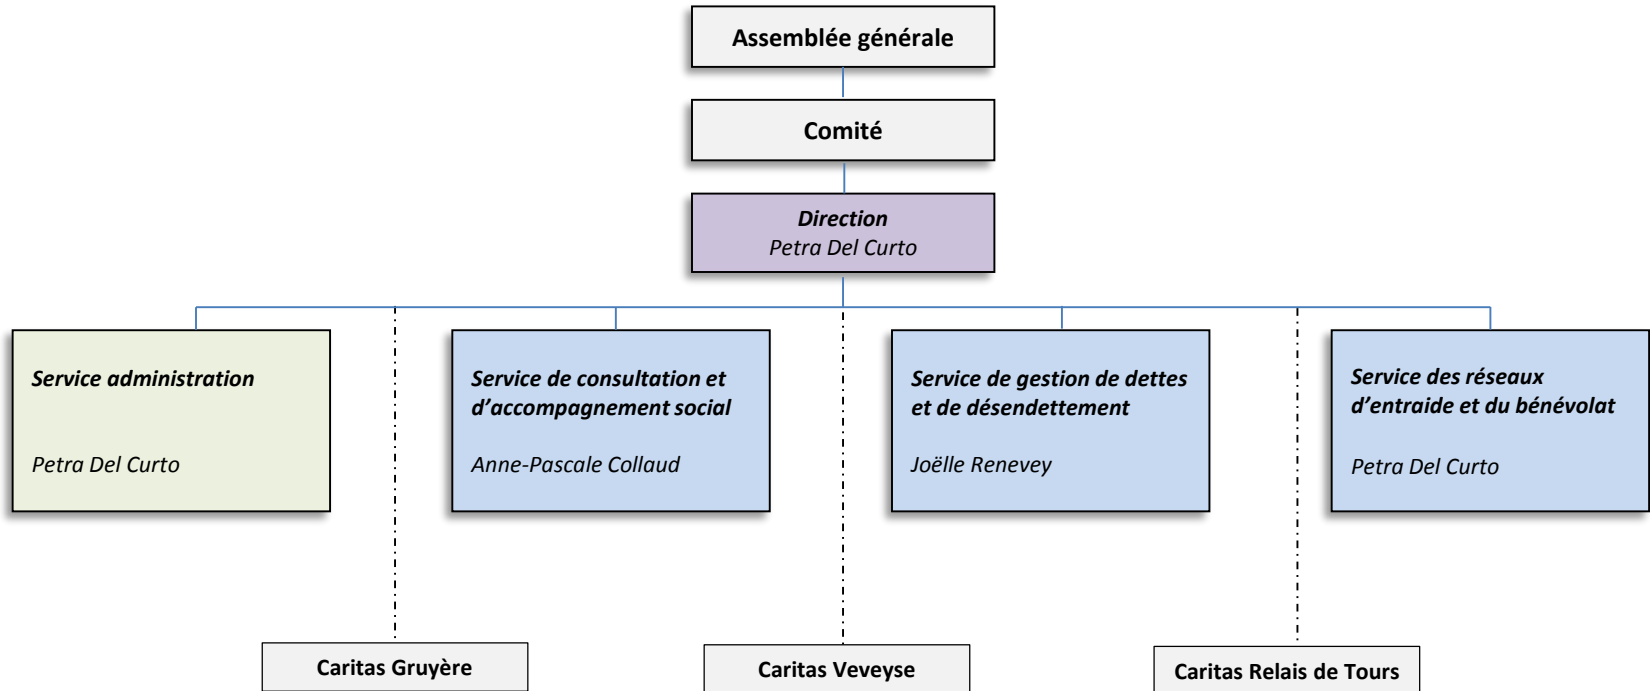 Assemblée générale
Comité
Direction
Petra Del Curto
Service administration
Petra Del Curto
Service de consultation et
d’accompagnement social
Anne-Pascale Collaud
Service de gestion de dettes
et de désendettement
Joëlle Renevey
Service des réseaux
d’entraide et du bénévolat
Petra Del Curto
Caritas Gruyère
Caritas Veveyse
Caritas Relais de Tours